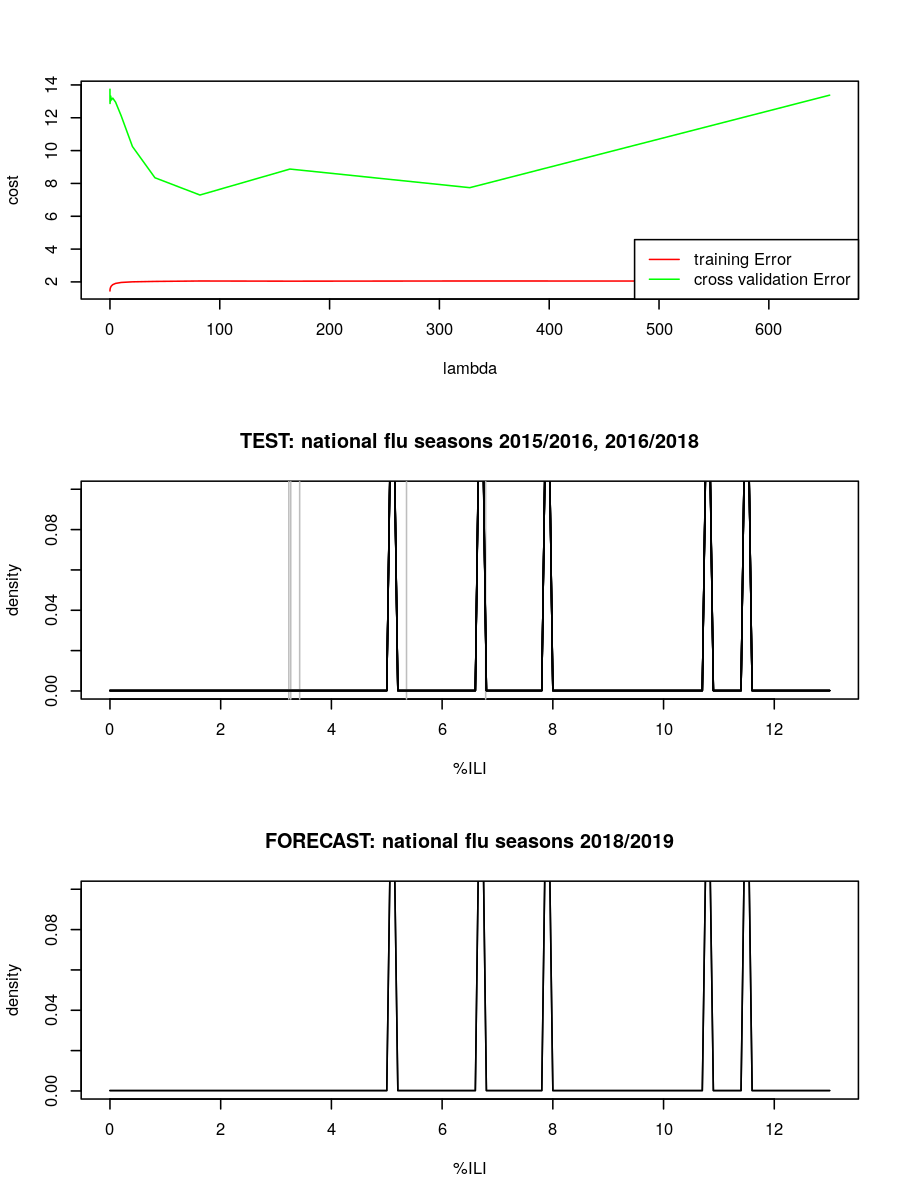 14
12
10
8
6
4
2
cost
training Error
cross validation Error
0 100 200 300 400 500 600
lambda
TEST: national flu seasons 2015/2016, 2016/2018
0.08
0.04
0.00
density
0 2 4 6 8 10 12
%ILI
FORECAST: national flu seasons 2018/2019
0.08
0.04
0.00
density
0 2 4 6 8 10 12
%ILI